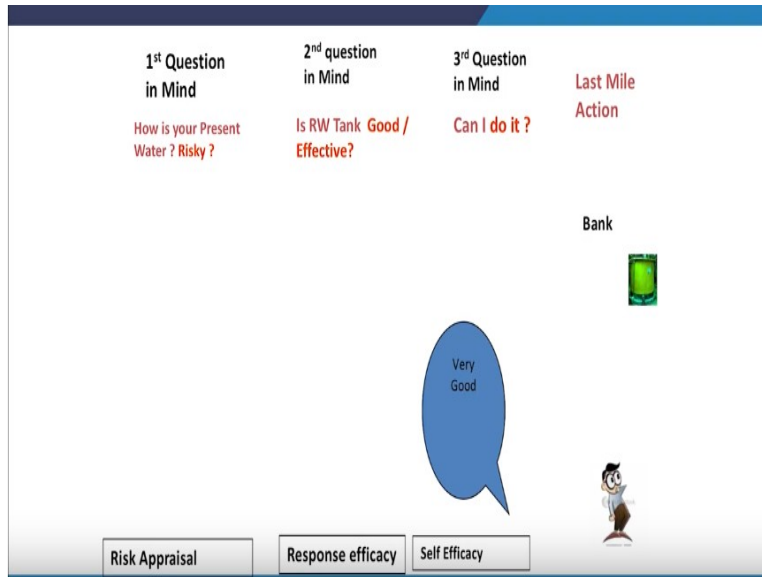 1st Question
in Mind
How is your Present
Water ? Risky ?
2nd question
in Mind
Is RW Tank Good /
Effective?
3rd Question
in Mind
Can I do it ?
Last Mile
Action
Bank
Very
Good
Risk Appraisal
Response efficacy
Self Efficacy